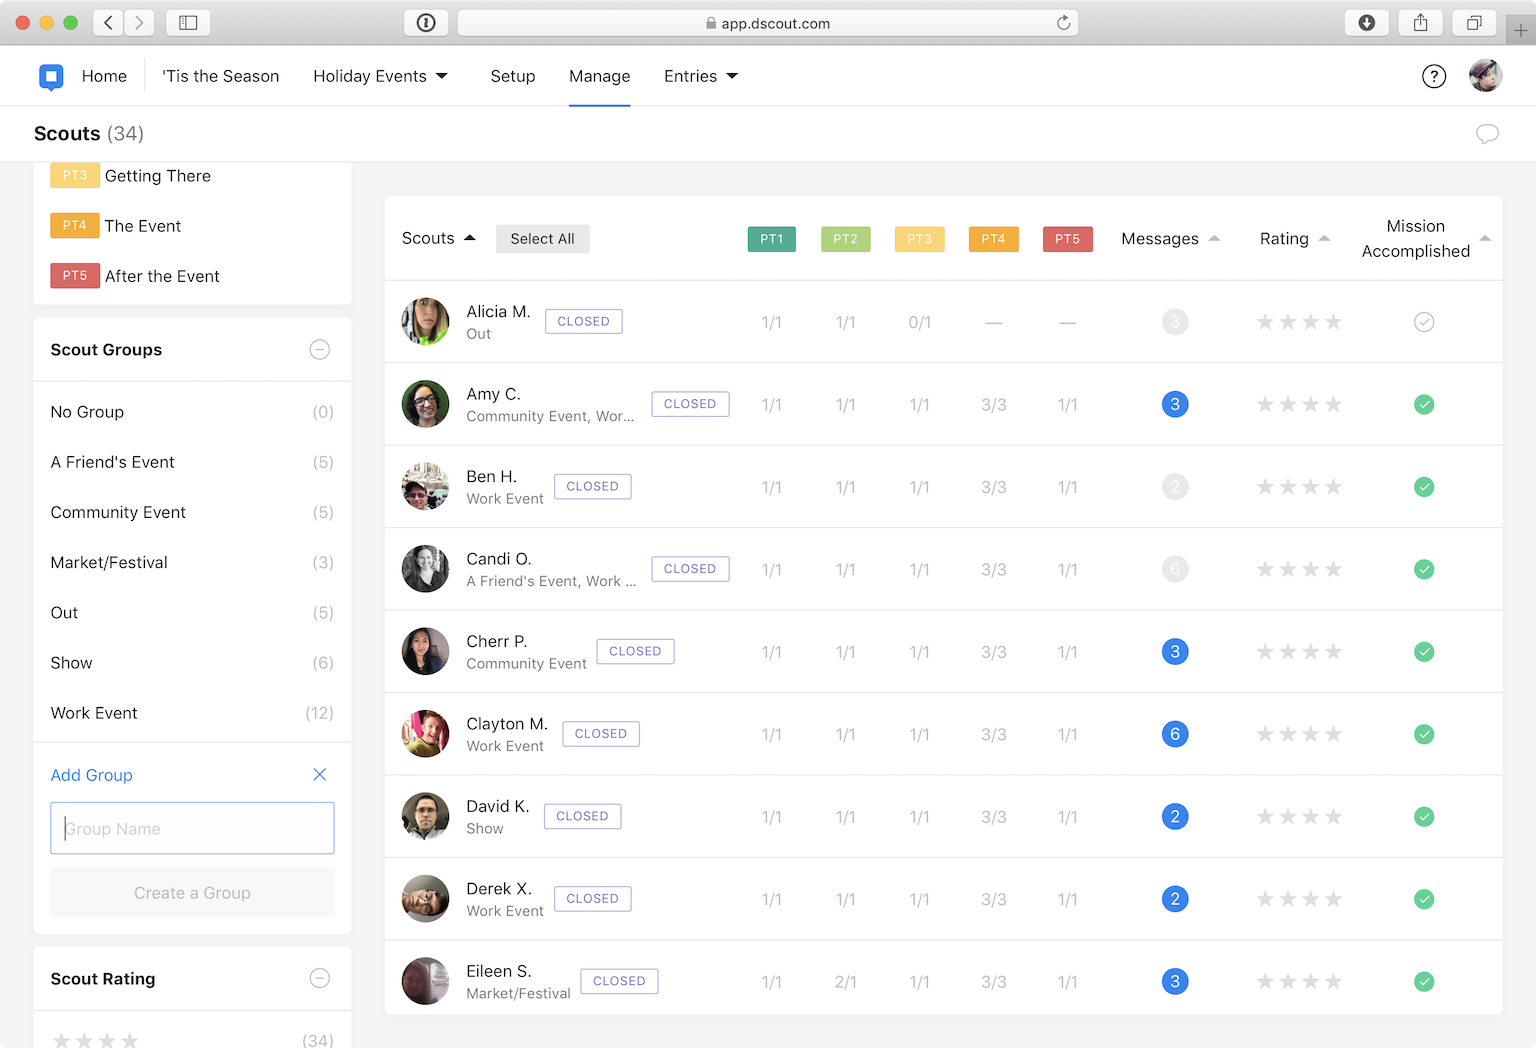 app.dscout.com
Home 'Tis the Season Holiday Events Setup Manage Entries ?
Scouts (34)
PT3 Getting There
PT4 The Event
PT5 After the Event
Scout Groups
No Group (0)
A Friend's Event (5)
Community Event (5)
Market/Festival (3)
Out (5)
Show (6)
Work Event (12)
Add Group
Group Name
Create a Group
Scout Rating
(34)
Scouts Select All PT1 PT2 PT3 PT4 PT5 Messages Rating Mission
Accomplished
Alicia M. CLOSED 1/1 1/1 0/1 — — 3
Out
Amy C. CLOSED 1/1 1/1 1/1 3/3 1/1 3
Community Event, Wor...
Ben H. CLOSED 1/1 1/1 1/1 3/3 1/1 2
Work Event
Candi O. CLOSED 1/1 1/1 1/1 3/3 1/1 6
A Friend's Event, Work ...
Cherr P. CLOSED 1/1 1/1 1/1 3/3 1/1 3
Community Event
Clayton M. CLOSED 1/1 1/1 1/1 3/3 1/1 6
Work Event
David K. CLOSED 1/1 1/1 1/1 3/3 1/1 2
Show
Derek X. CLOSED 1/1 1/1 1/1 3/3 1/1 2
Work Event
Eileen S. CLOSED 1/1 2/1 1/1 3/3 1/1 3
Market/Festival